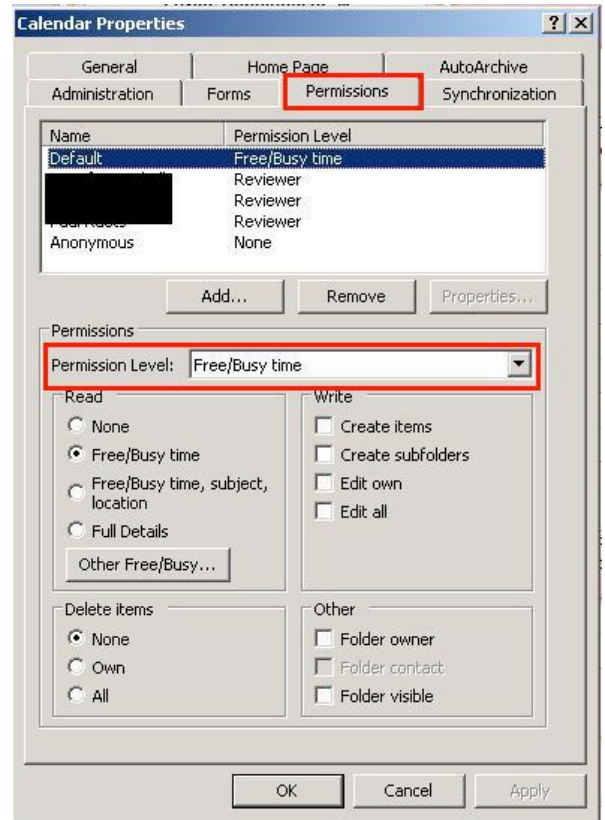 Calendar Properties
General Home Page AutoArchive
Administration Forms Permissions Synchronization
Name Permission Level
Default Free/Busy time
Reviewer
Reviewer
Reviewer
Anonymous None
Add... Remove Properties...
Permissions
Permission Level: Free/Busy time
Read Write
None Create items
Free/Busy time Create subfolders
Free/Busy time, subject, location Edit own
Full Details Edit all
Other Free/Busy...
Delete items Other
None Folder owner
Own Folder contact
All Folder visible
OK Cancel Apply